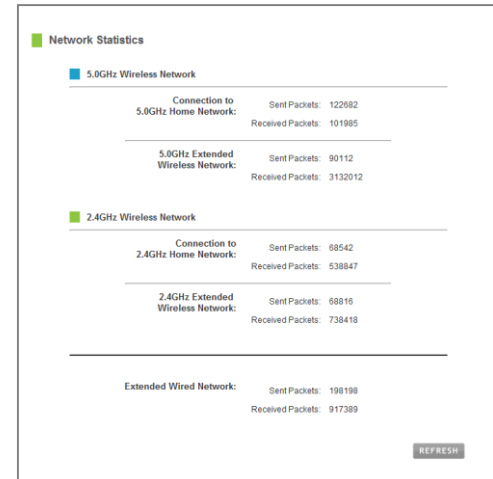 Network Statistics
5.0GHz Wireless Network
Connection to
5.0GHz Home Network:
Sent Packets: 122682
Received Packets: 101985
5.0GHz Extended
Wireless Network:
Sent Packets: 90112
Received Packets: 3132012
2.4GHz Wireless Network
Connection to
2.4GHz Home Network:
Sent Packets: 68542
Received Packets: 538847
2.4GHz Extended
Wireless Network:
Sent Packets: 68816
Received Packets: 738418
Extended Wired Network:
Sent Packets: 198198
Received Packets: 917389
REFRESH